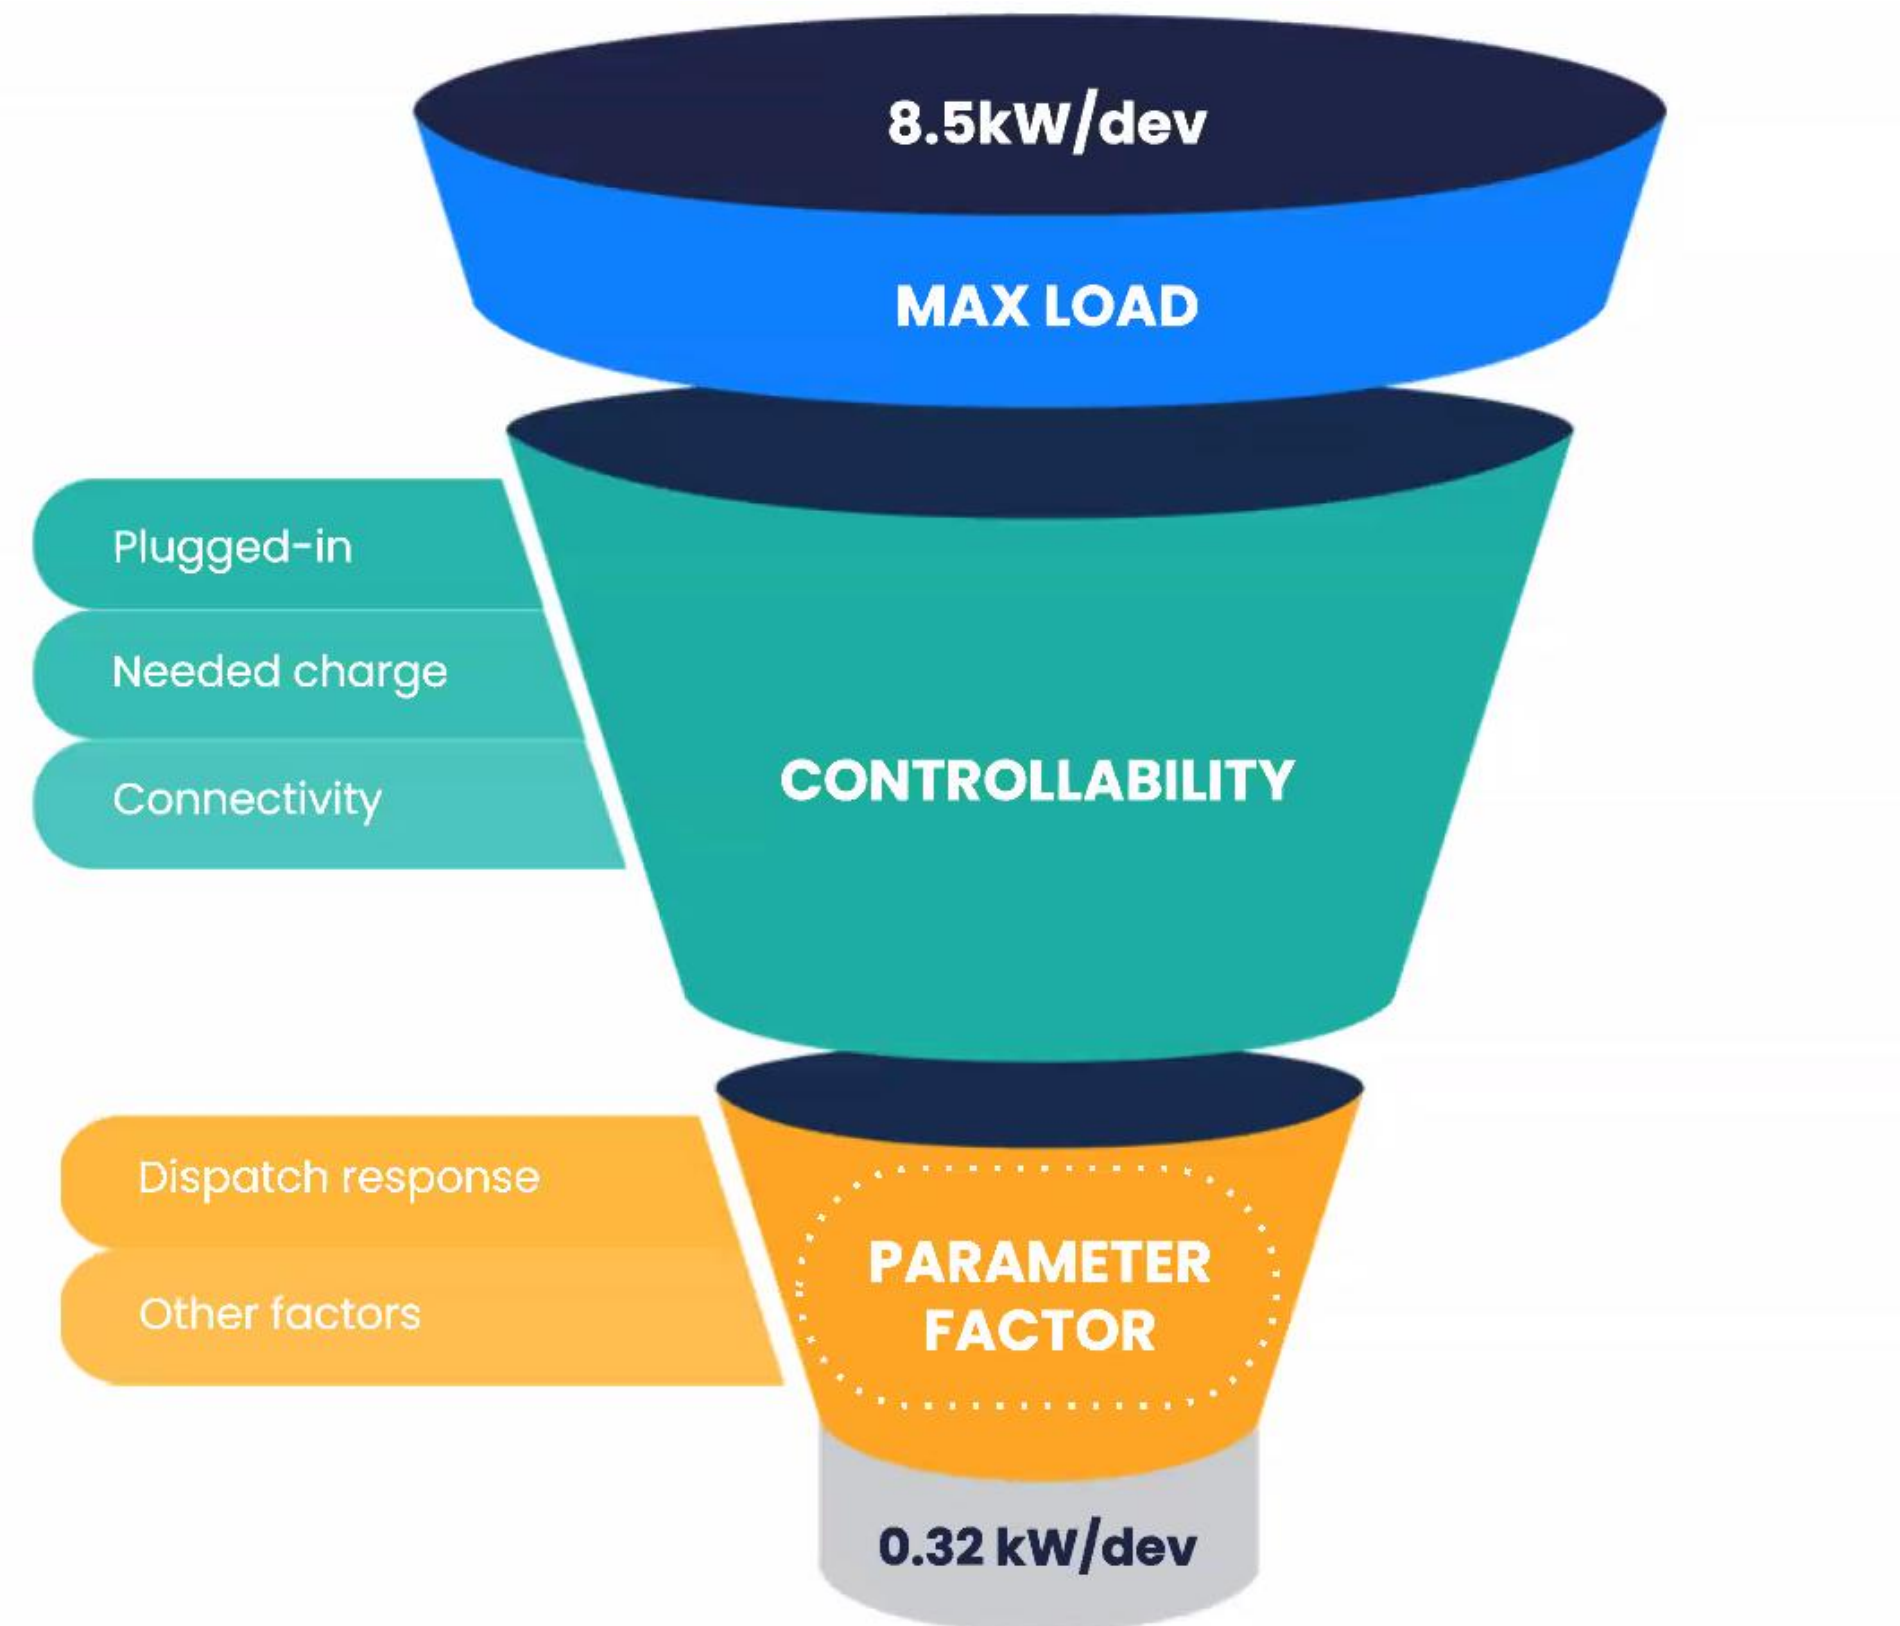 8.5kW/dev
MAX LOAD
Plugged-in
Needed charge
Connectivity
CONTROLLABILITY
Dispatch response
Other factors
PARAMETER
FACTOR
0.32 kW/dev